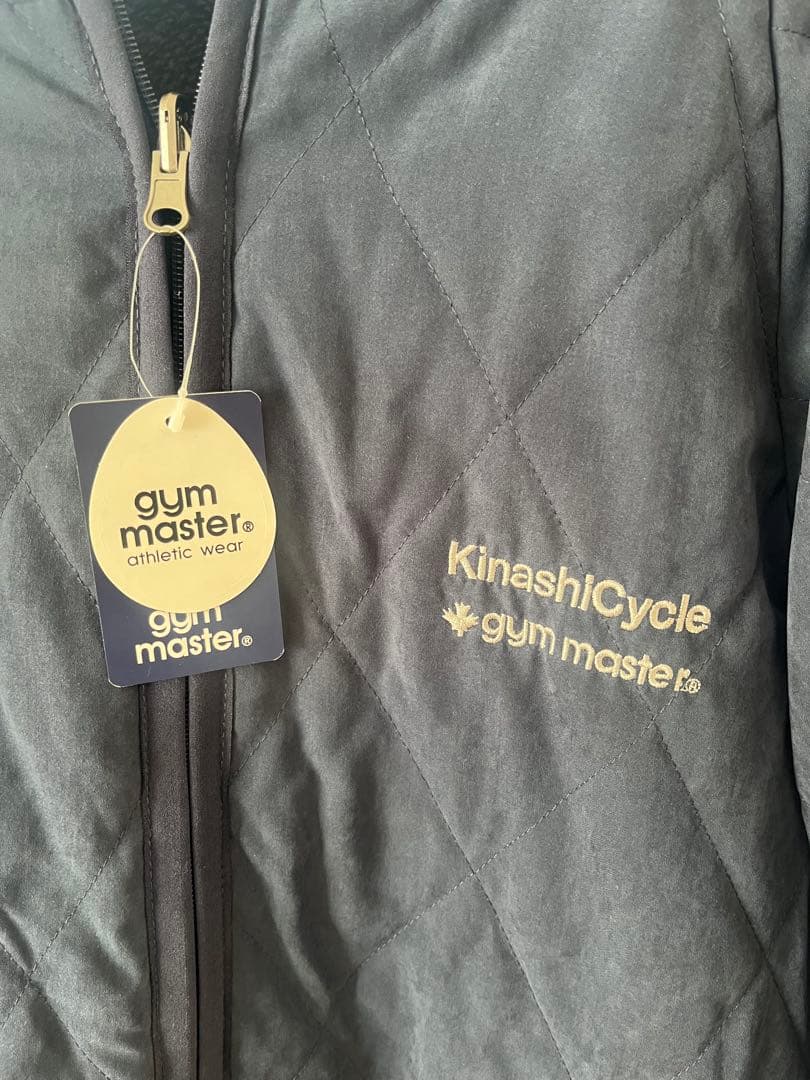 gym
master®
athletic wear
gym
master®
KinashiCycle
gym master®